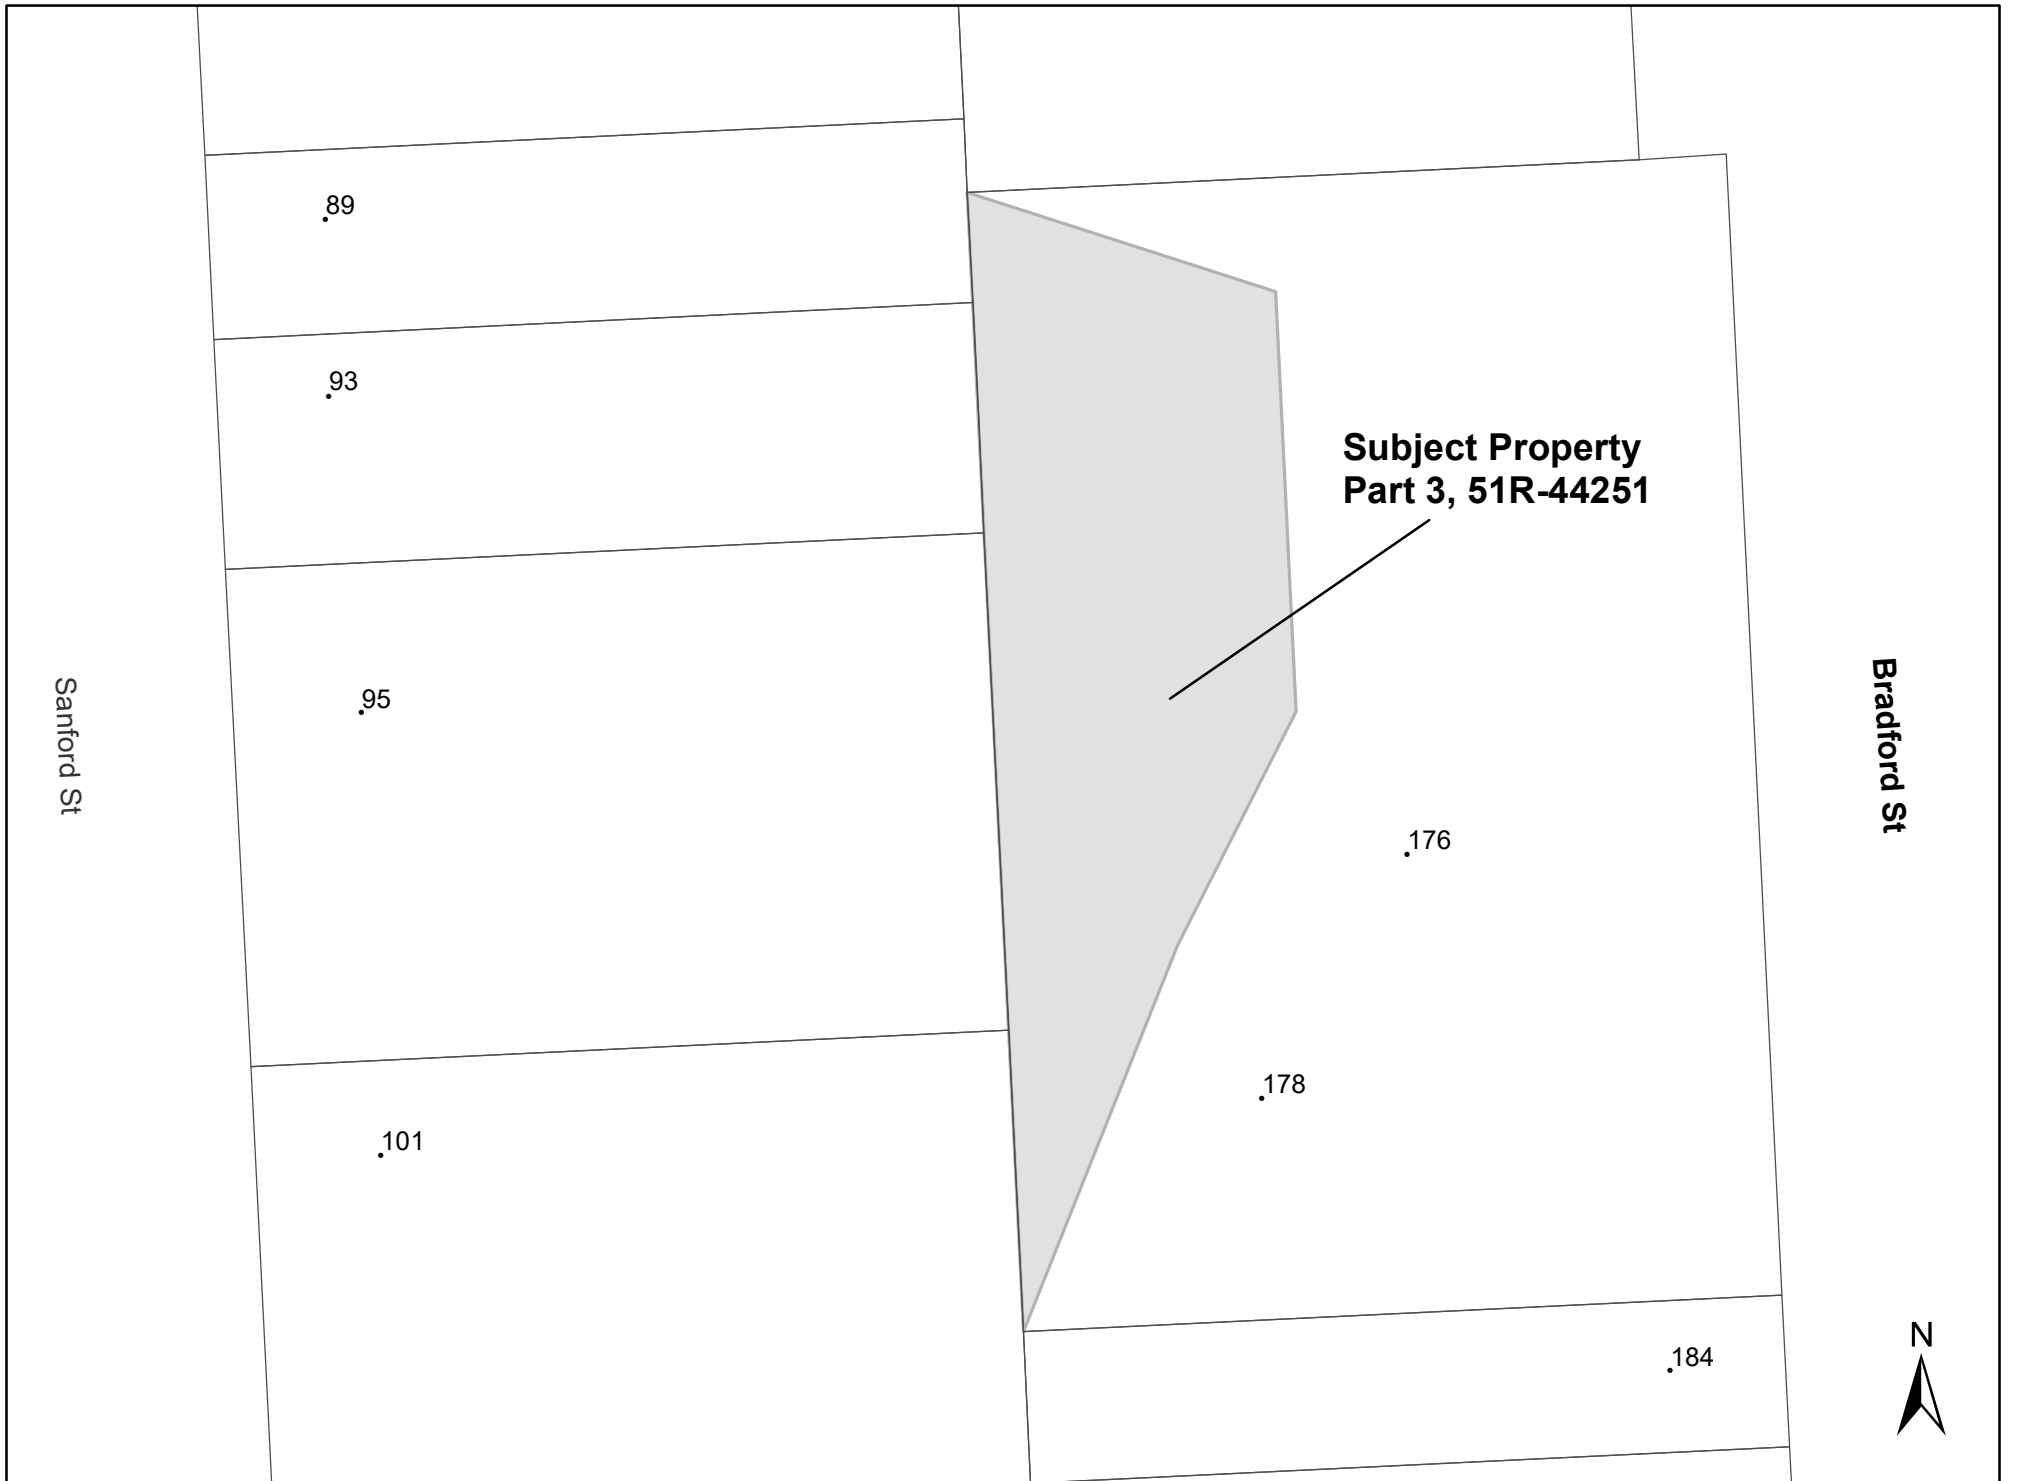 89
93
Subject Property
Part 3, 51R-44251
Sanford St
95
Bradford St
176
178
101
N
184